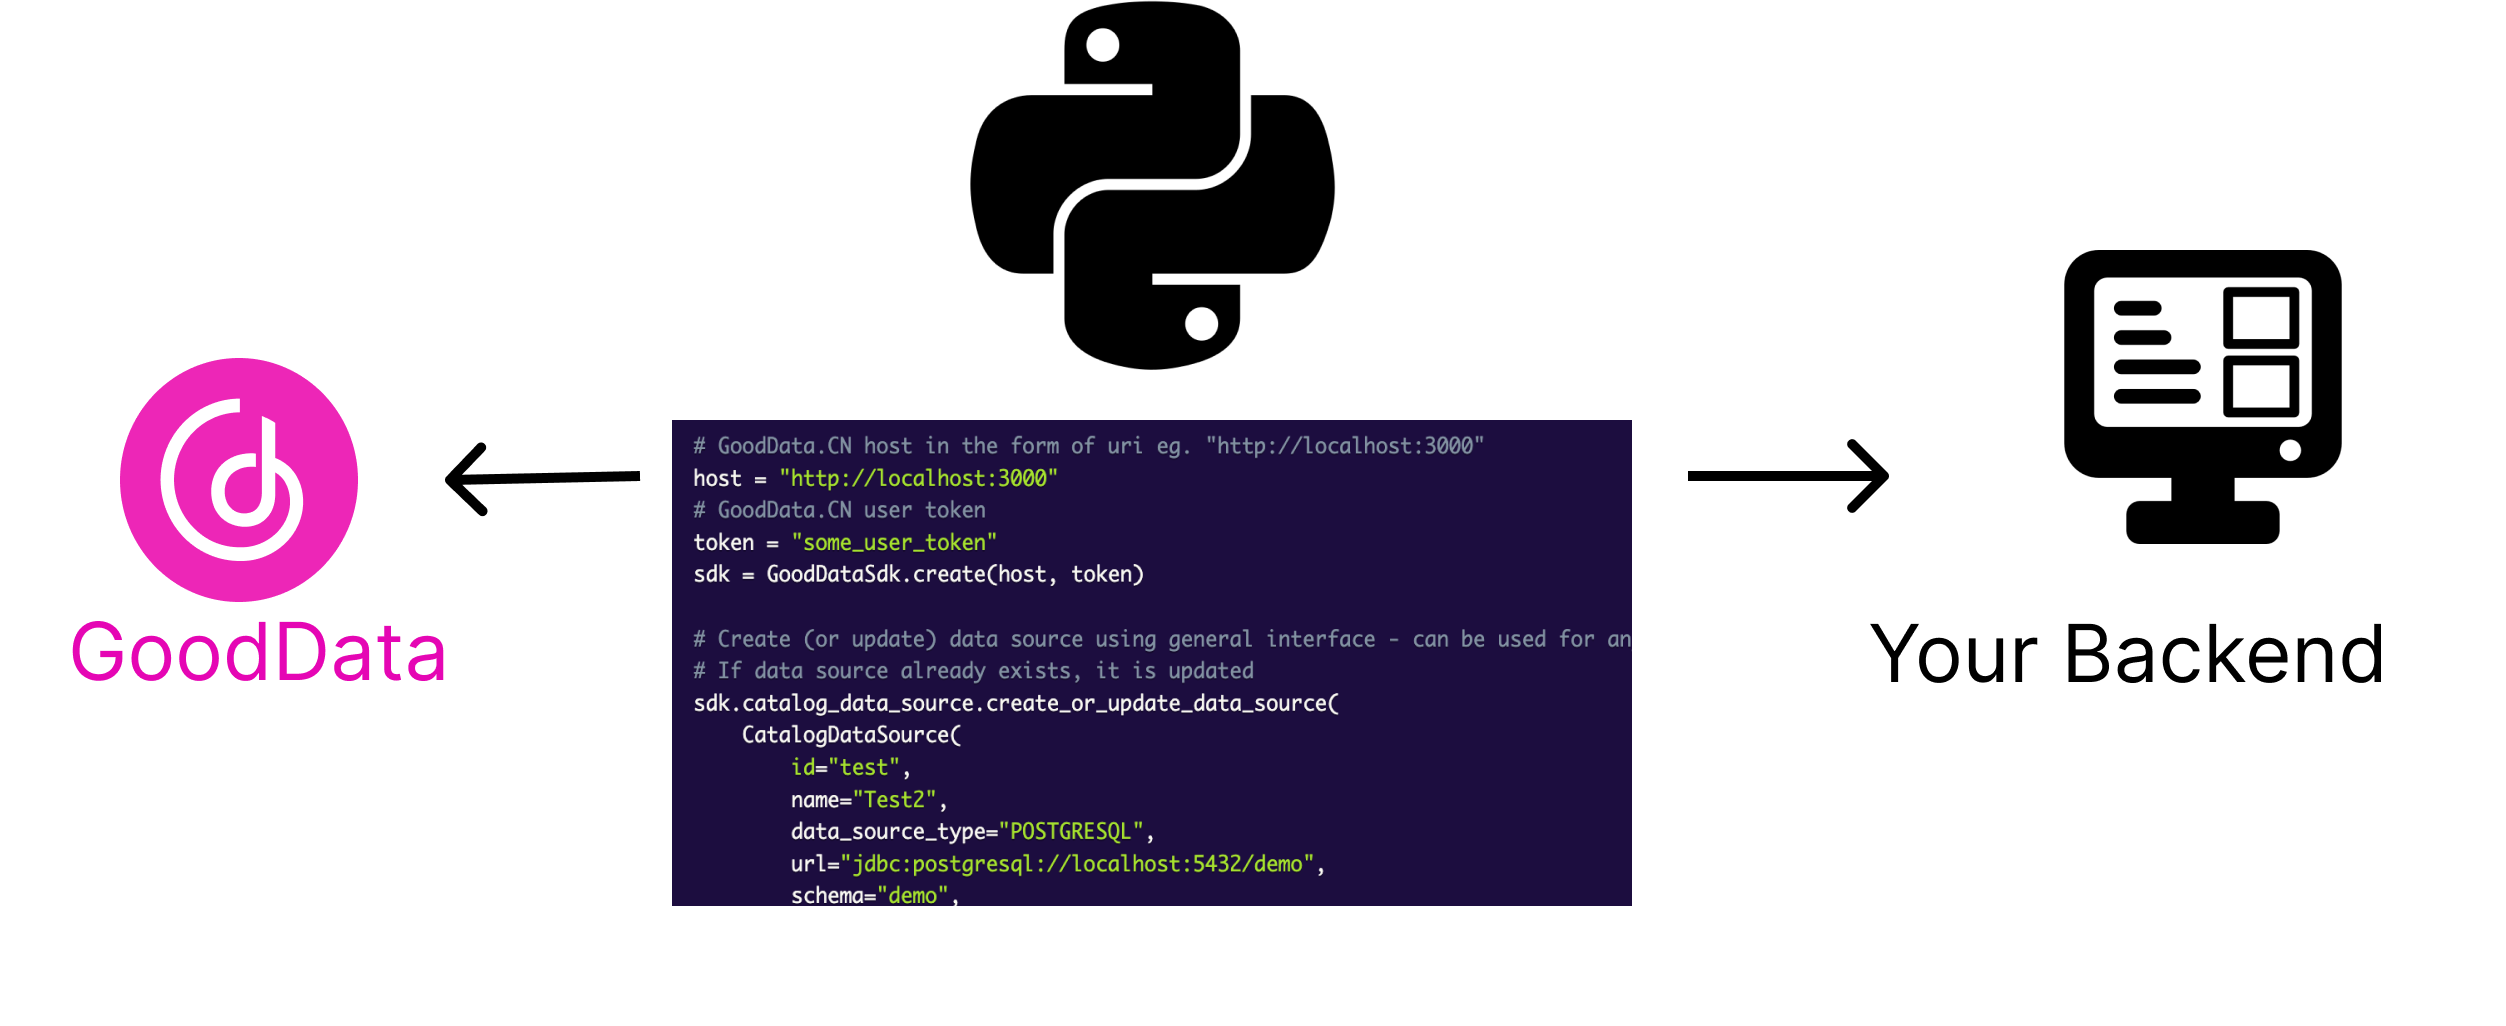 # GoodData.CN host in the form of uri eg. "http://localhost:3000"
host = "http://localhost:3000"
# GoodData.CN user token
token = "some_user_token"
sdk = GoodDataSdk.create(host, token)
# Create (or update) data source using general interface - can be used for an
# If data source already exists, it is updated
sdk.catalog_data_source.create_or_update_data_source(
    CatalogDataSource(
        id="test",
        name="Test2",
        data_source_type="POSTGRESQL",
        url="jdbc:postgresql://localhost:5432/demo",
        schema="demo",
GoodData
Your Backend